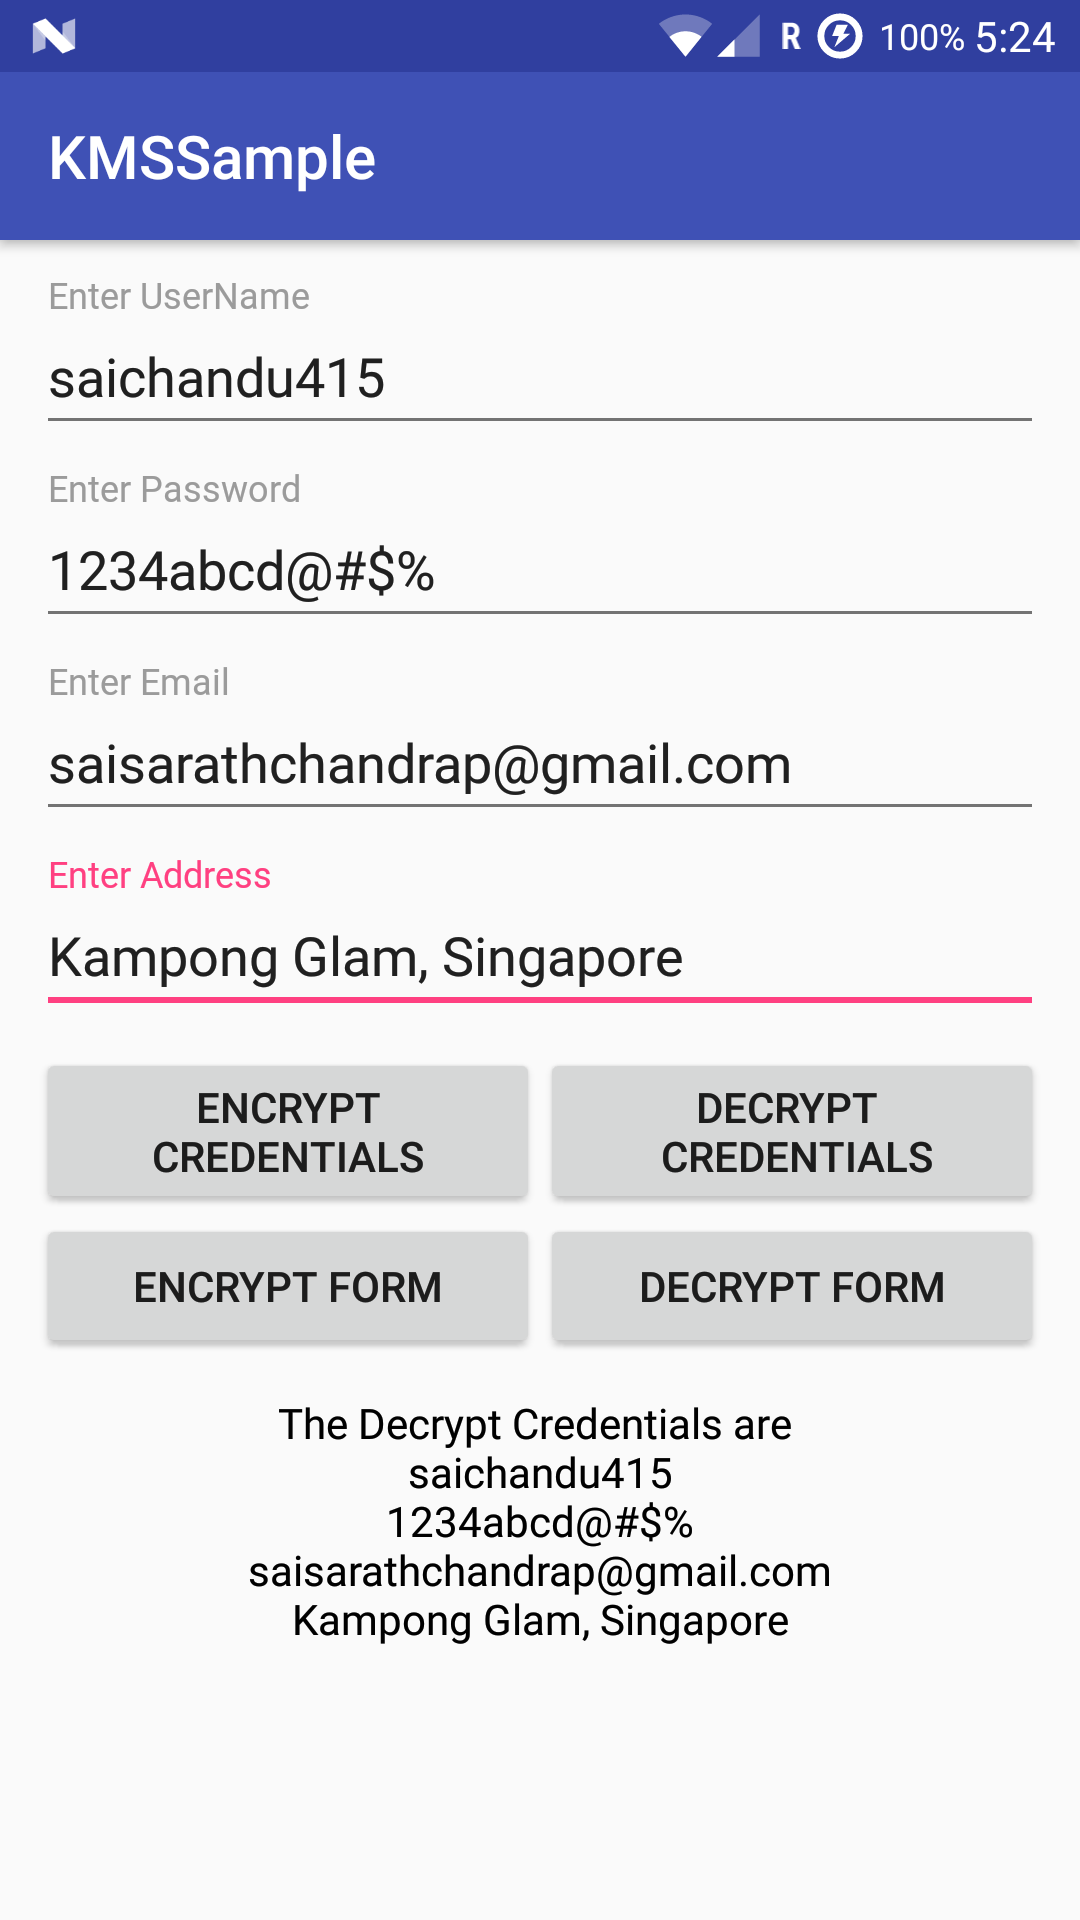 R 100% 5:24
KMSSample
Enter UserName
saichandu415
Enter Password
1234abcd@#$%
Enter Email
saisarathchandrap@gmail.com
Enter Address
Kampong Glam, Singapore
ENCRYPT CREDENTIALS
DECRYPT CREDENTIALS
ENCRYPT FORM
DECRYPT FORM
The Decrypt Credentials are
saichandu415
1234abcd@#$%
saisarathchandrap@gmail.com
Kampong Glam, Singapore